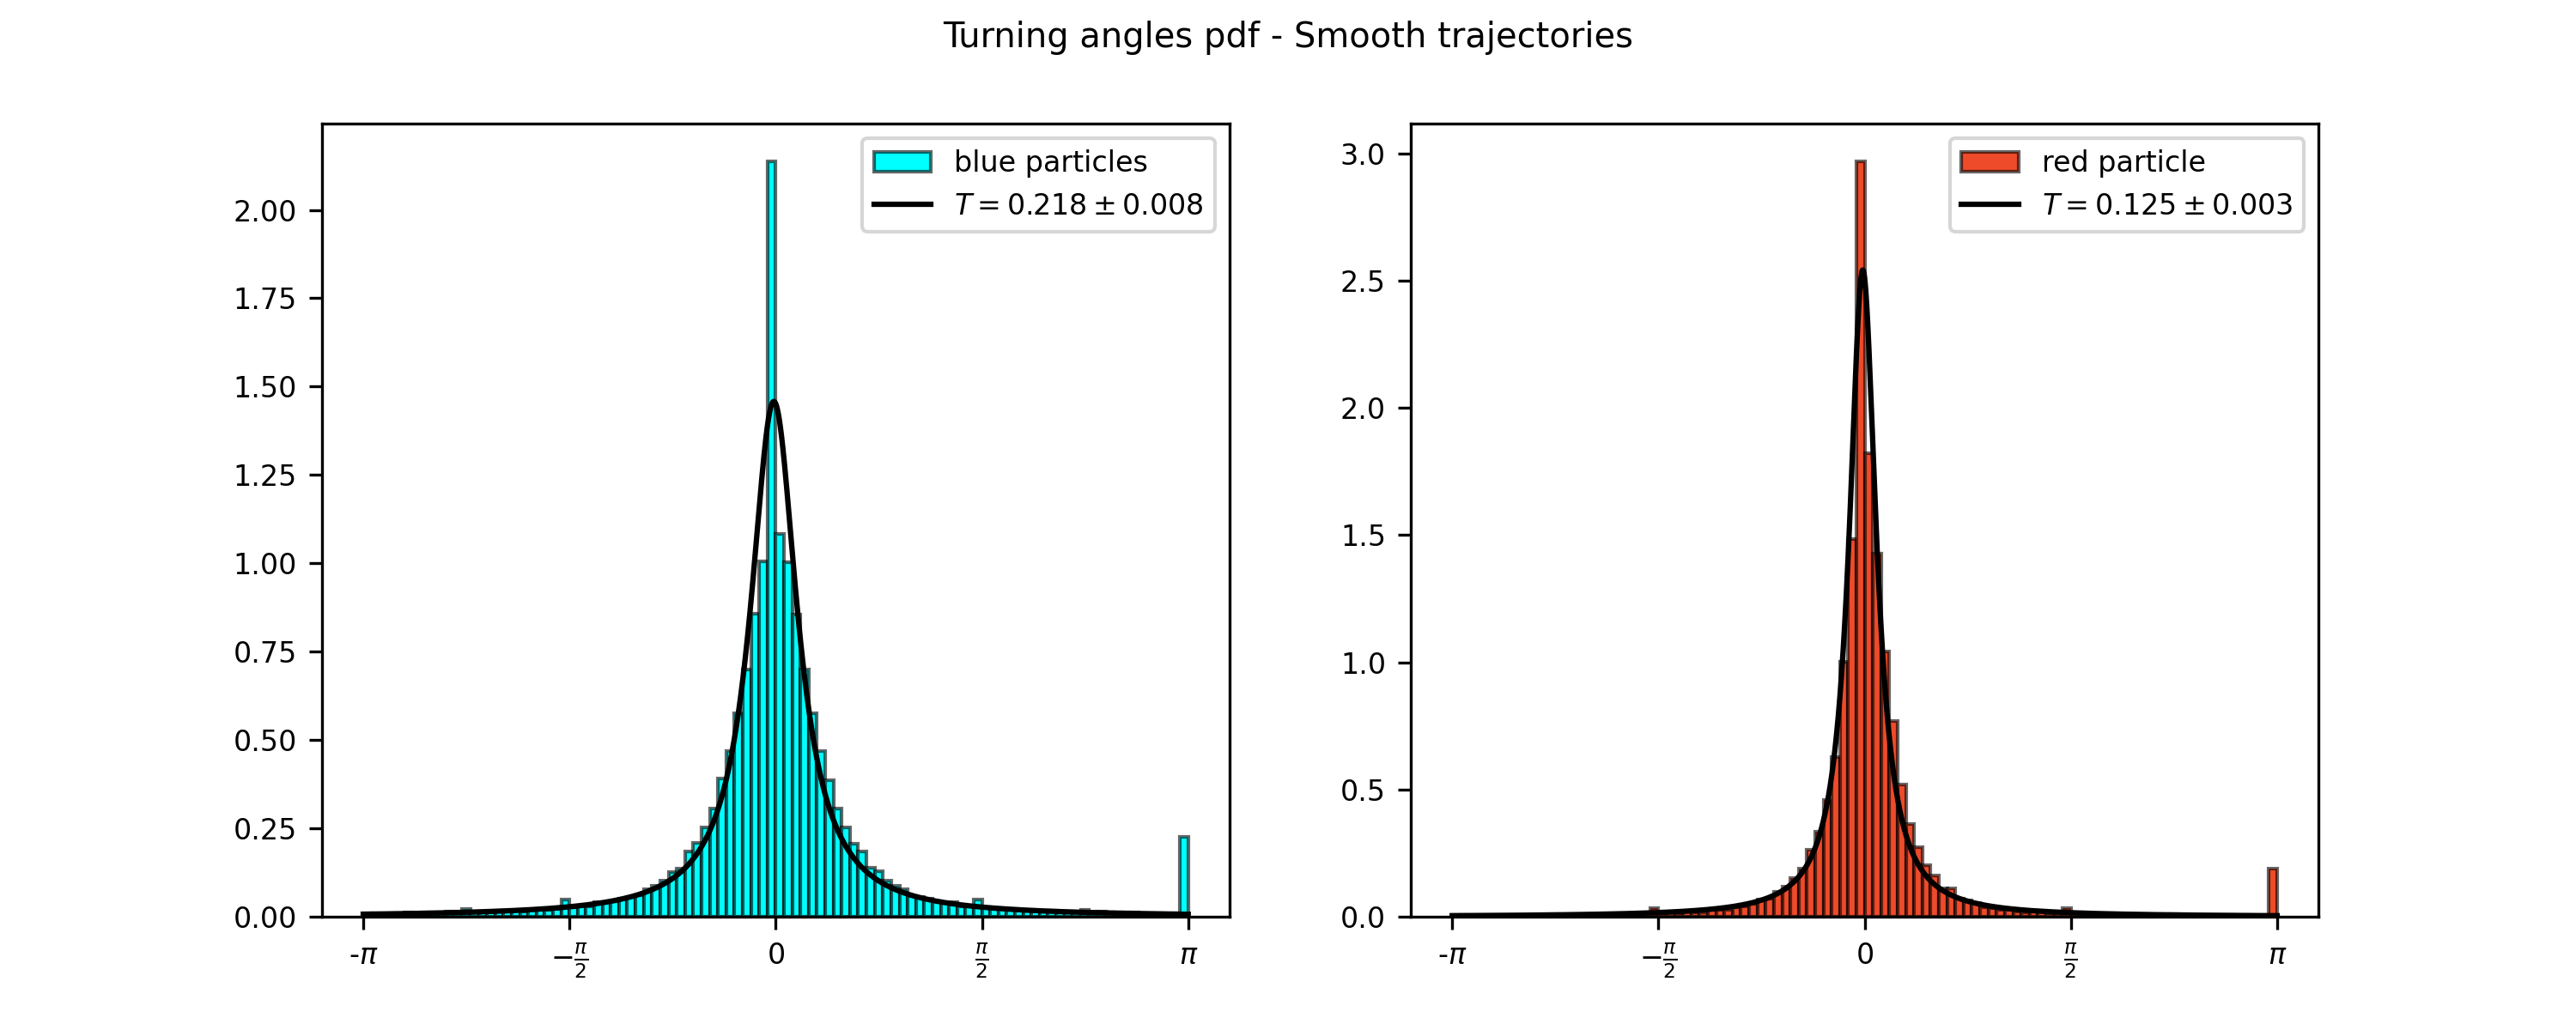 Turning angles pdf - Smooth trajectories
blue particles
T = 0.218 ± 0.008
2.00
1.75
1.50
1.25
1.00
0.75
0.50
0.25
0.00
-π
−π/2
0
π/2
π
red particle
T = 0.125 ± 0.003
3.0
2.5
2.0
1.5
1.0
0.5
0.0
-π
−π/2
0
π/2
π